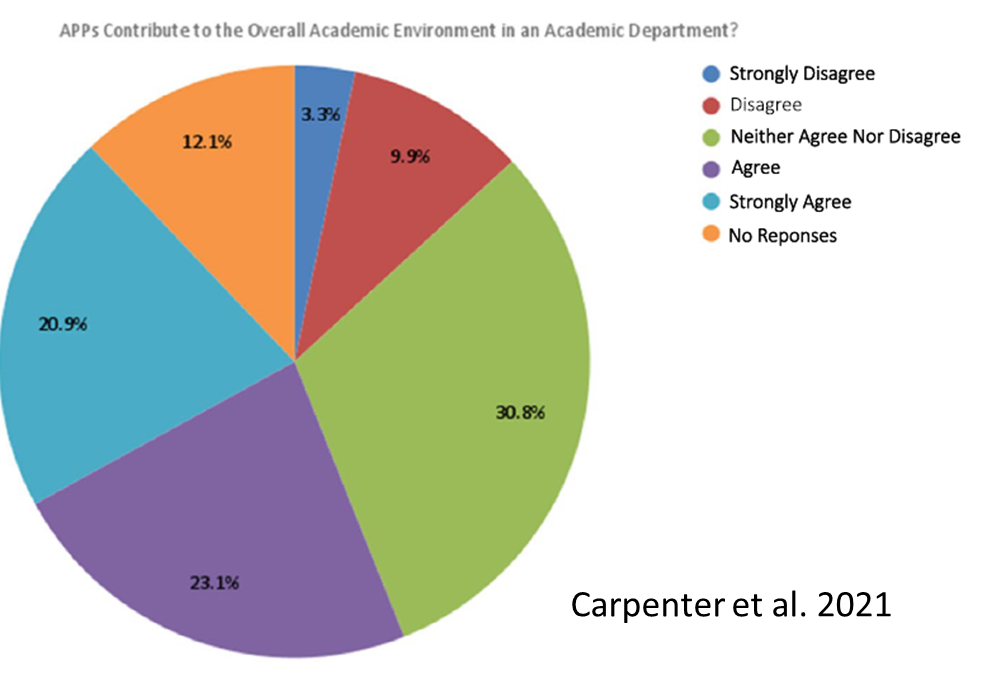 APPs Contribute to the Overall Academic Environment in an Academic Department?
Strongly Disagree
Disagree
Neither Agree Nor Disagree
Agree
Strongly Agree
No Reponses
3.3%
9.9%
12.1%
20.9%
30.8%
23.1%
Carpenter et al. 2021